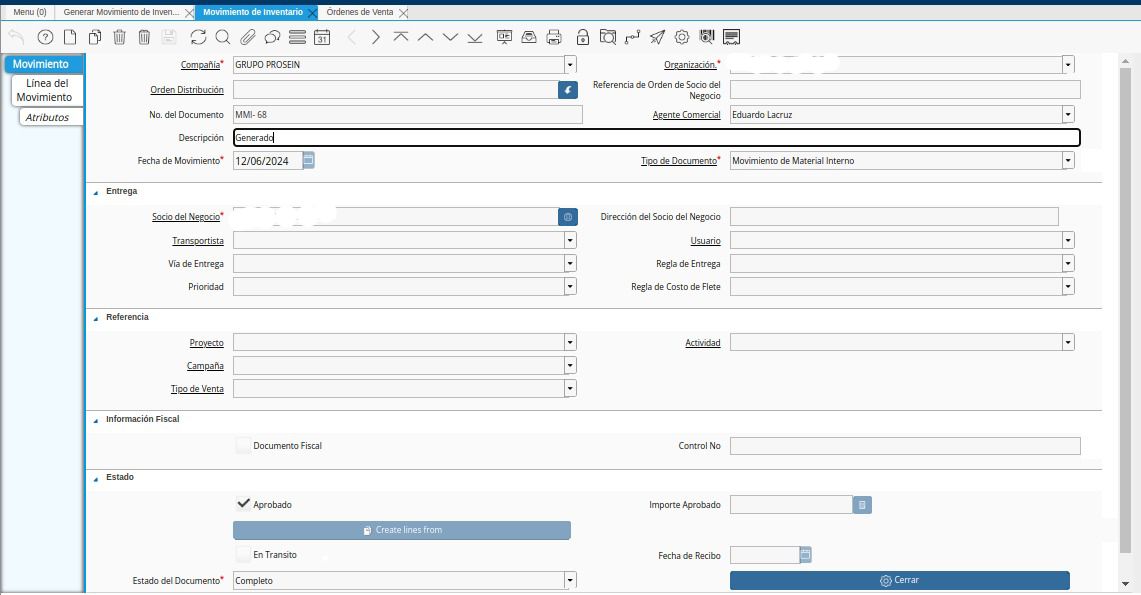 Menu (0) Generar Movimiento de Inven... Movimiento de Inventario Órdenes de Venta
31
Movimiento
Línea del
Movimiento
Atributos
Compañía* GRUPO PROSEIN Organización.*
Orden Distribución Referencia de Orden de Socio del
Negocio
No. del Documento MMI- 68 Agente Comercial Eduardo Lacruz
Descripción Generado
Fecha de Movimiento* 12/06/2024 Tipo de Documento* Movimiento de Material Interno
Entrega
Socio del Negocio* Dirección del Socio del Negocio
Transportista Usuario
Vía de Entrega Regla de Entrega
Prioridad Regla de Costo de Flete
Referencia
Proyecto Actividad
Campaña
Tipo de Venta
Información Fiscal
Documento Fiscal Control No
Estado
Aprobado Importe Aprobado
Create lines from
En Transito Fecha de Recibo
Estado del Documento* Completo Cerrar